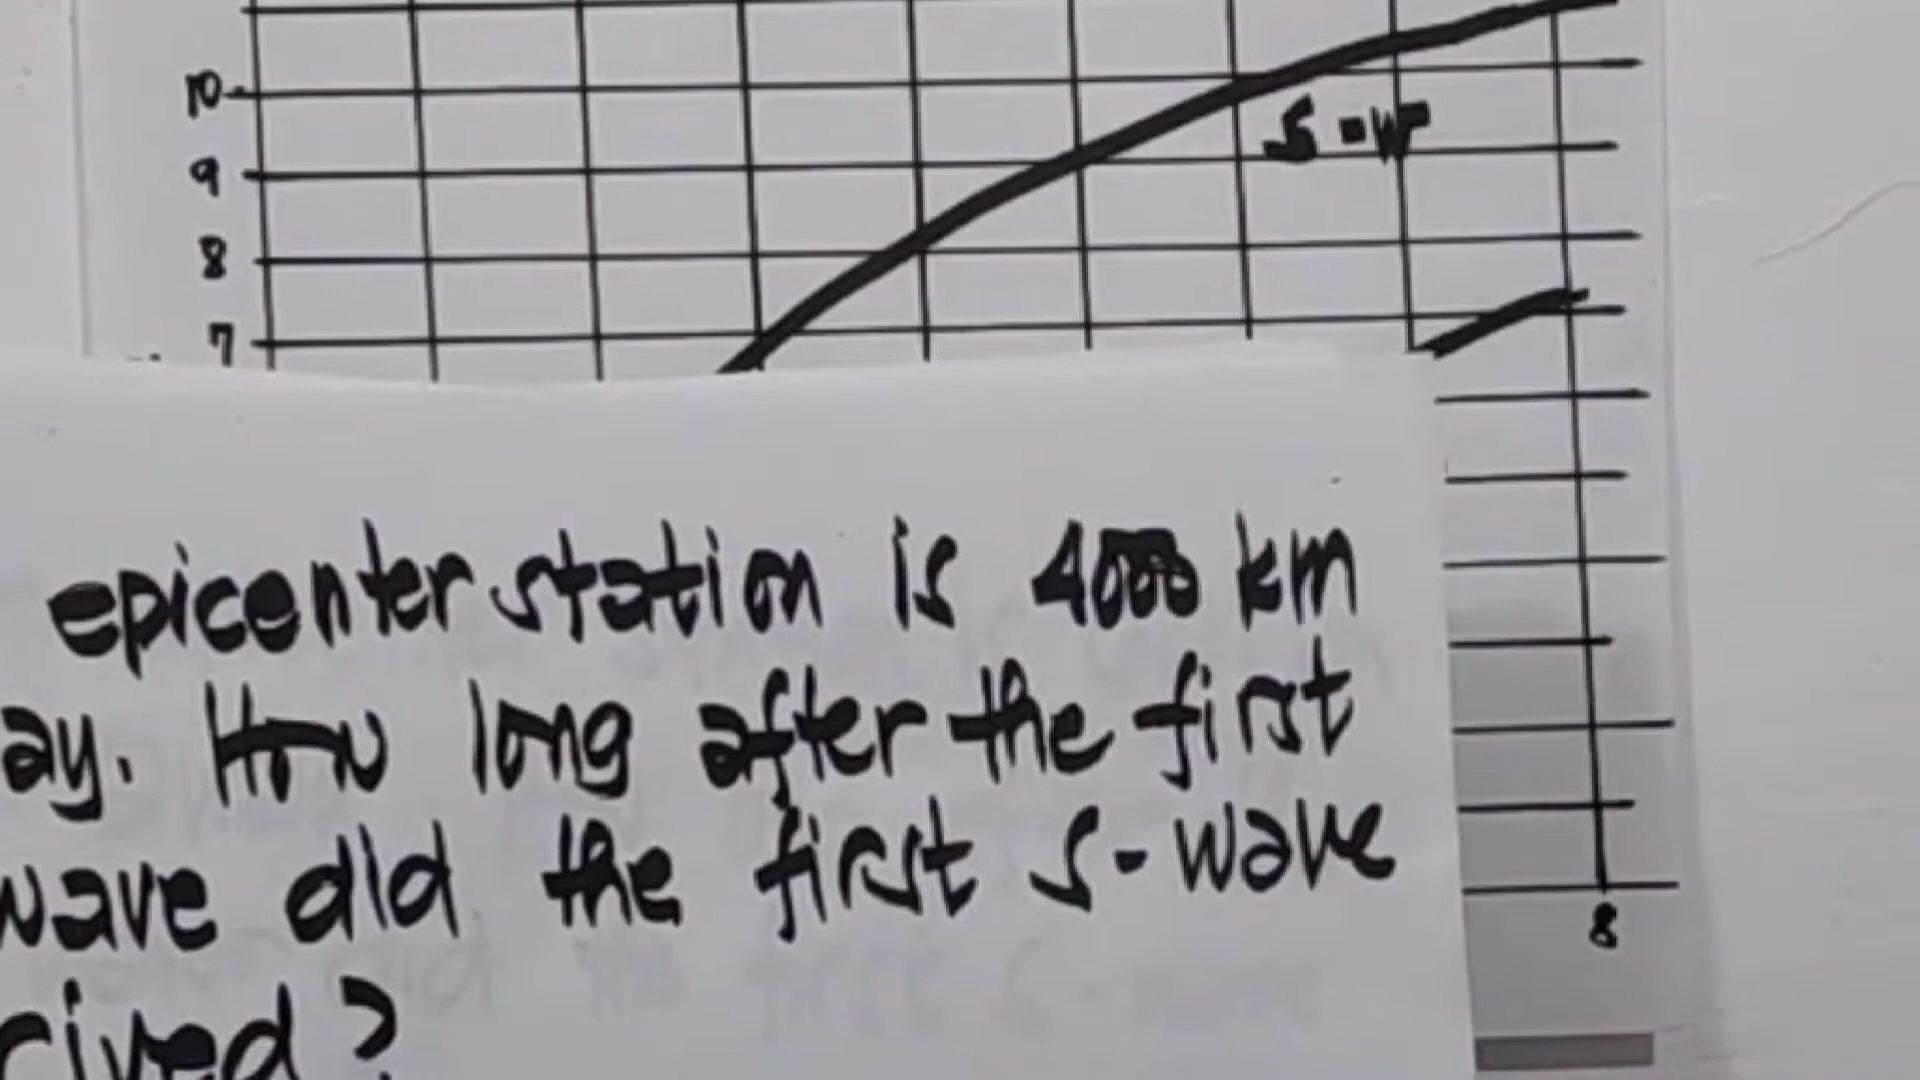 10
9
8
7
S-W
epicenter station is 4000 km
ay. How long after the first
wave did the first S-wave
rived?
8